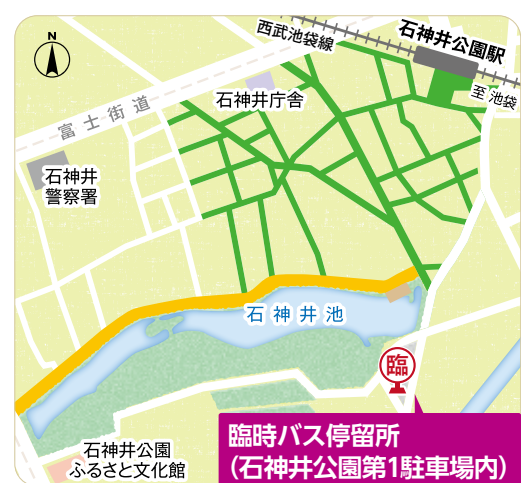 N
西武池袋線
石神井公園駅
至 池袋
石神井庁舎
富士街道
石神井
警察署
石神井池
臨
臨時バス停留所
(石神井公園第1駐車場内)
石神井公園
ふるさと文化館